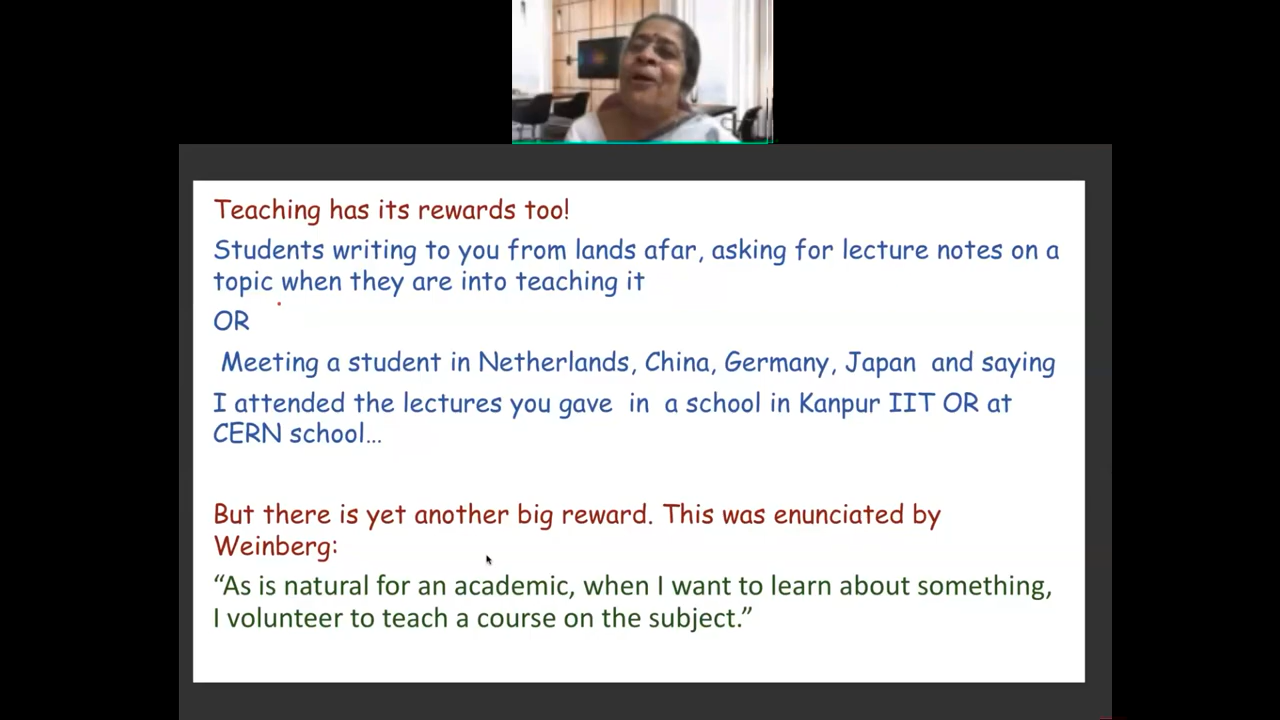 Teaching has its rewards too!
Students writing to you from lands afar, asking for lecture notes on a
topic when they are into teaching it
OR
Meeting a student in Netherlands, China, Germany, Japan and saying
I attended the lectures you gave in a school in Kanpur IIT OR at
CERN school...
But there is yet another big reward. This was enunciated by
Weinberg:
“As is natural for an academic, when I want to learn about something,
I volunteer to teach a course on the subject.”